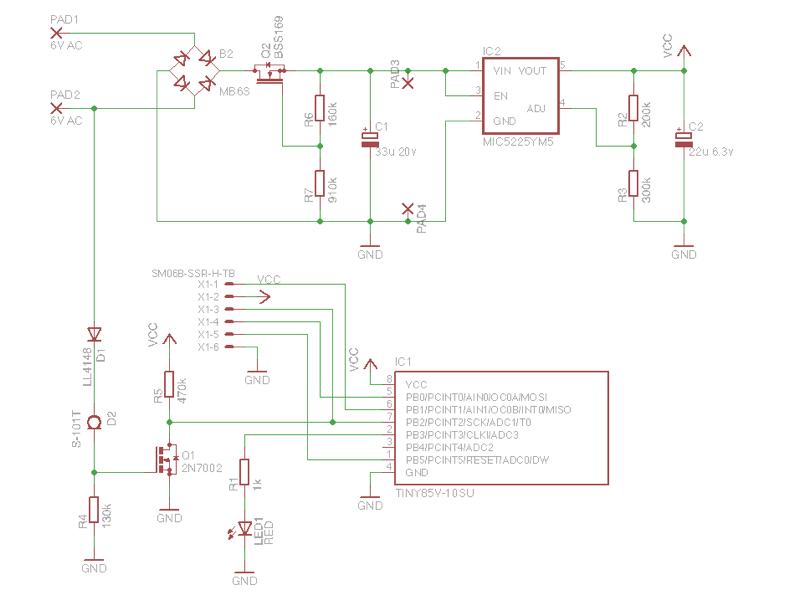 PAD1
6V AC
PAD2
6V AC
B2
MB6S
Q2
BSS169
R6
160k
R7
910k
C1
33u 20v
PAD3
PAD4
GND
IC2
VIN VOUT
EN
ADJ
GND
1
3
2
5
4
MIC5225YM5
R2
200k
R3
300k
VCC
C2
22u 6.3v
GND
SM06B-SSR-H-TB
X1-1
X1-2
X1-3
X1-4
X1-5
X1-6
VCC
GND
LL4148
D1
S-101T
D2
R4
130k
GND
VCC
R5
470k
Q1
2N7002
GND
R1
1k
LED1
RED
GND
VCC
GND
IC1
8 VCC
5 PB0/PCINT0/AIN0/OC0A/MOSI
6 PB1/PCINT1/AIN1/OC0B/INT0/MISO
7 PB2/PCINT2/SCK/ADC1/T0
2 PB3/PCINT3/CLKI/ADC3
3 PB4/PCINT4/ADC2
1 PB5/PCINT5/RESET/ADC0/DW
4 GND
TINY85V-10SU